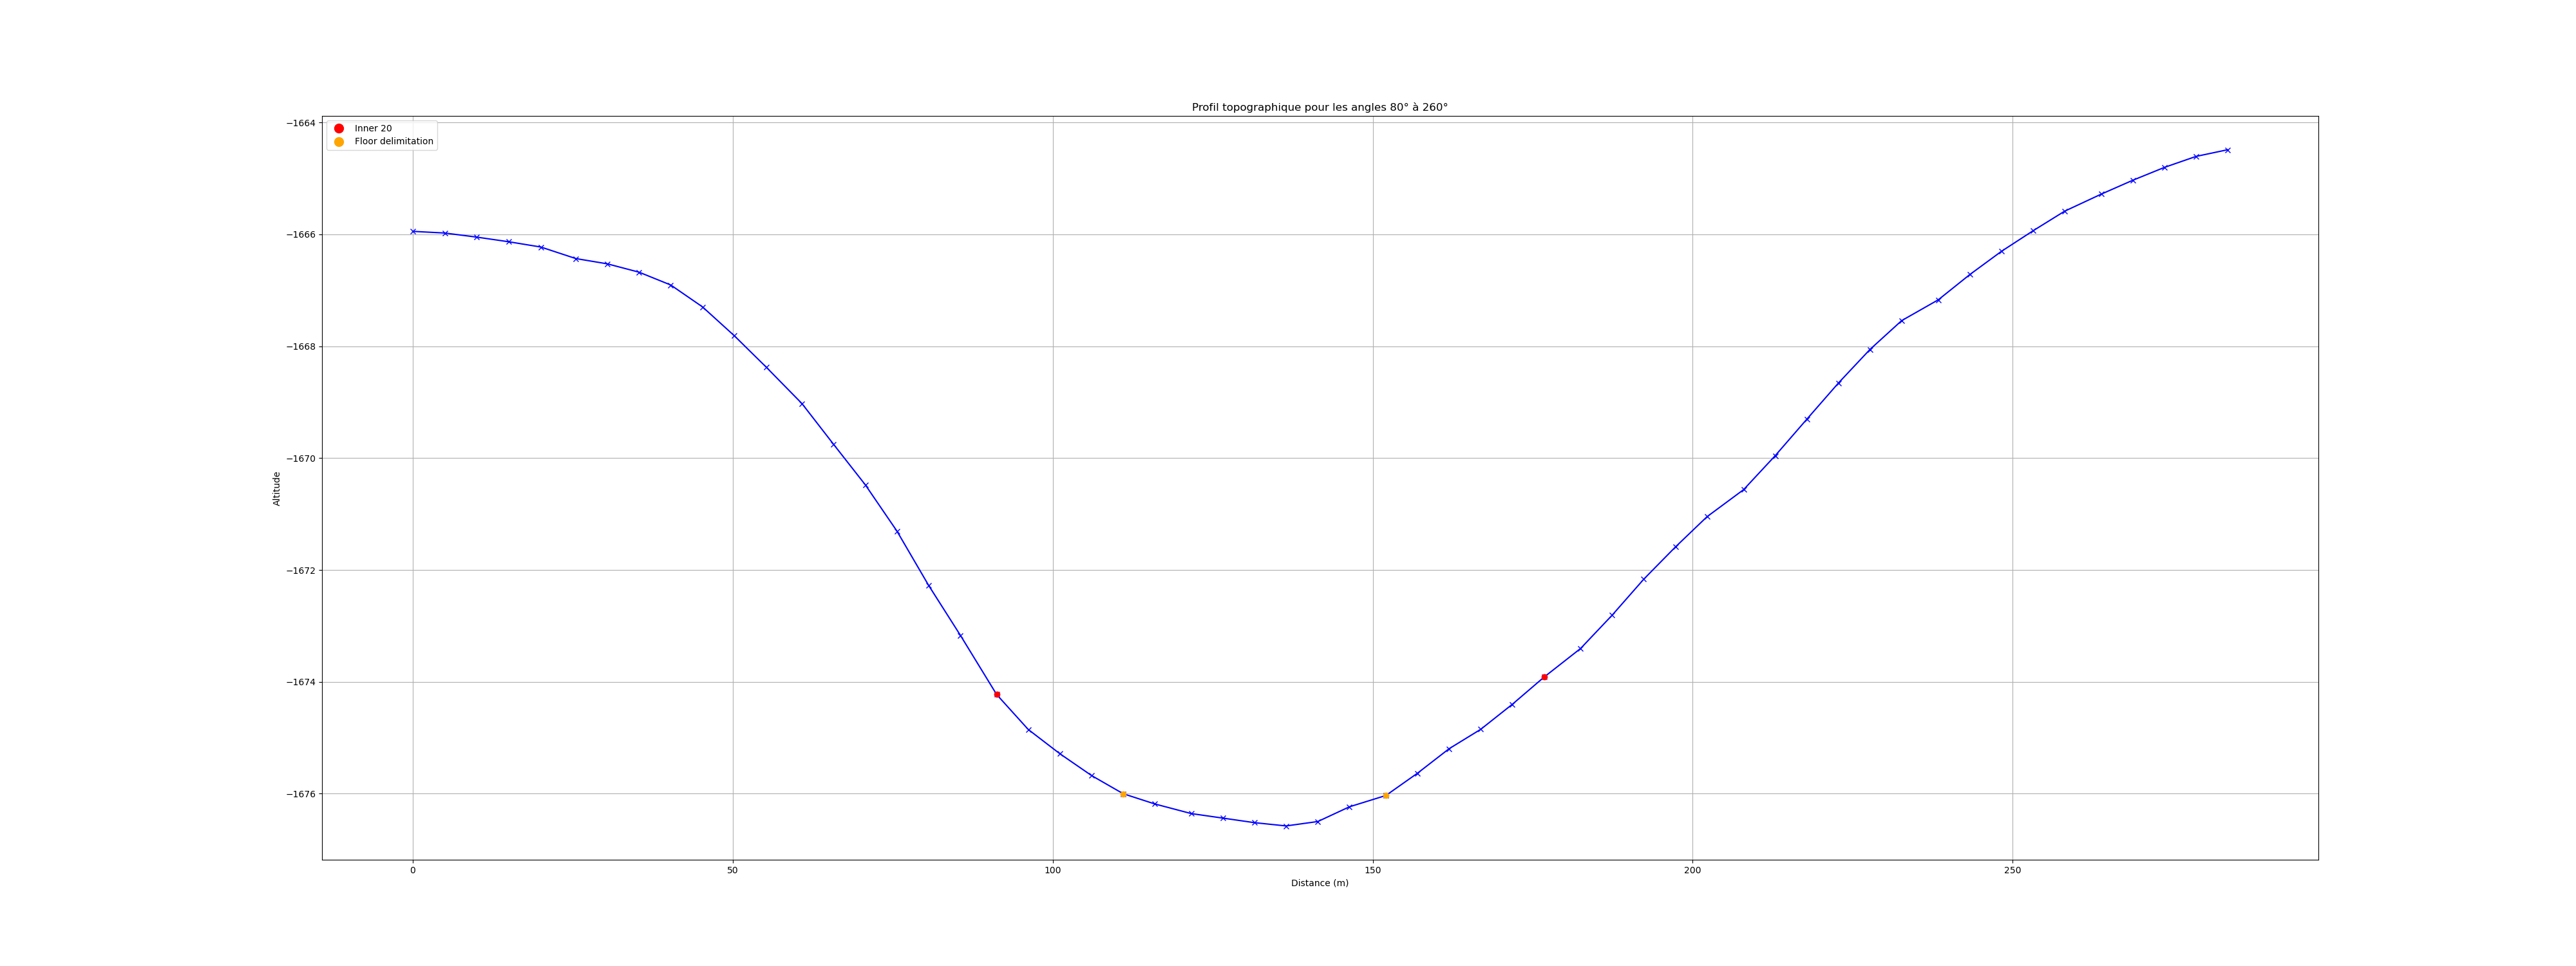 Profil topographique pour les angles 80° à 260°
Inner 20
Floor delimitation
Altitude
−1664
−1666
−1668
−1670
−1672
−1674
−1676
0
50
100
150
200
250
Distance (m)